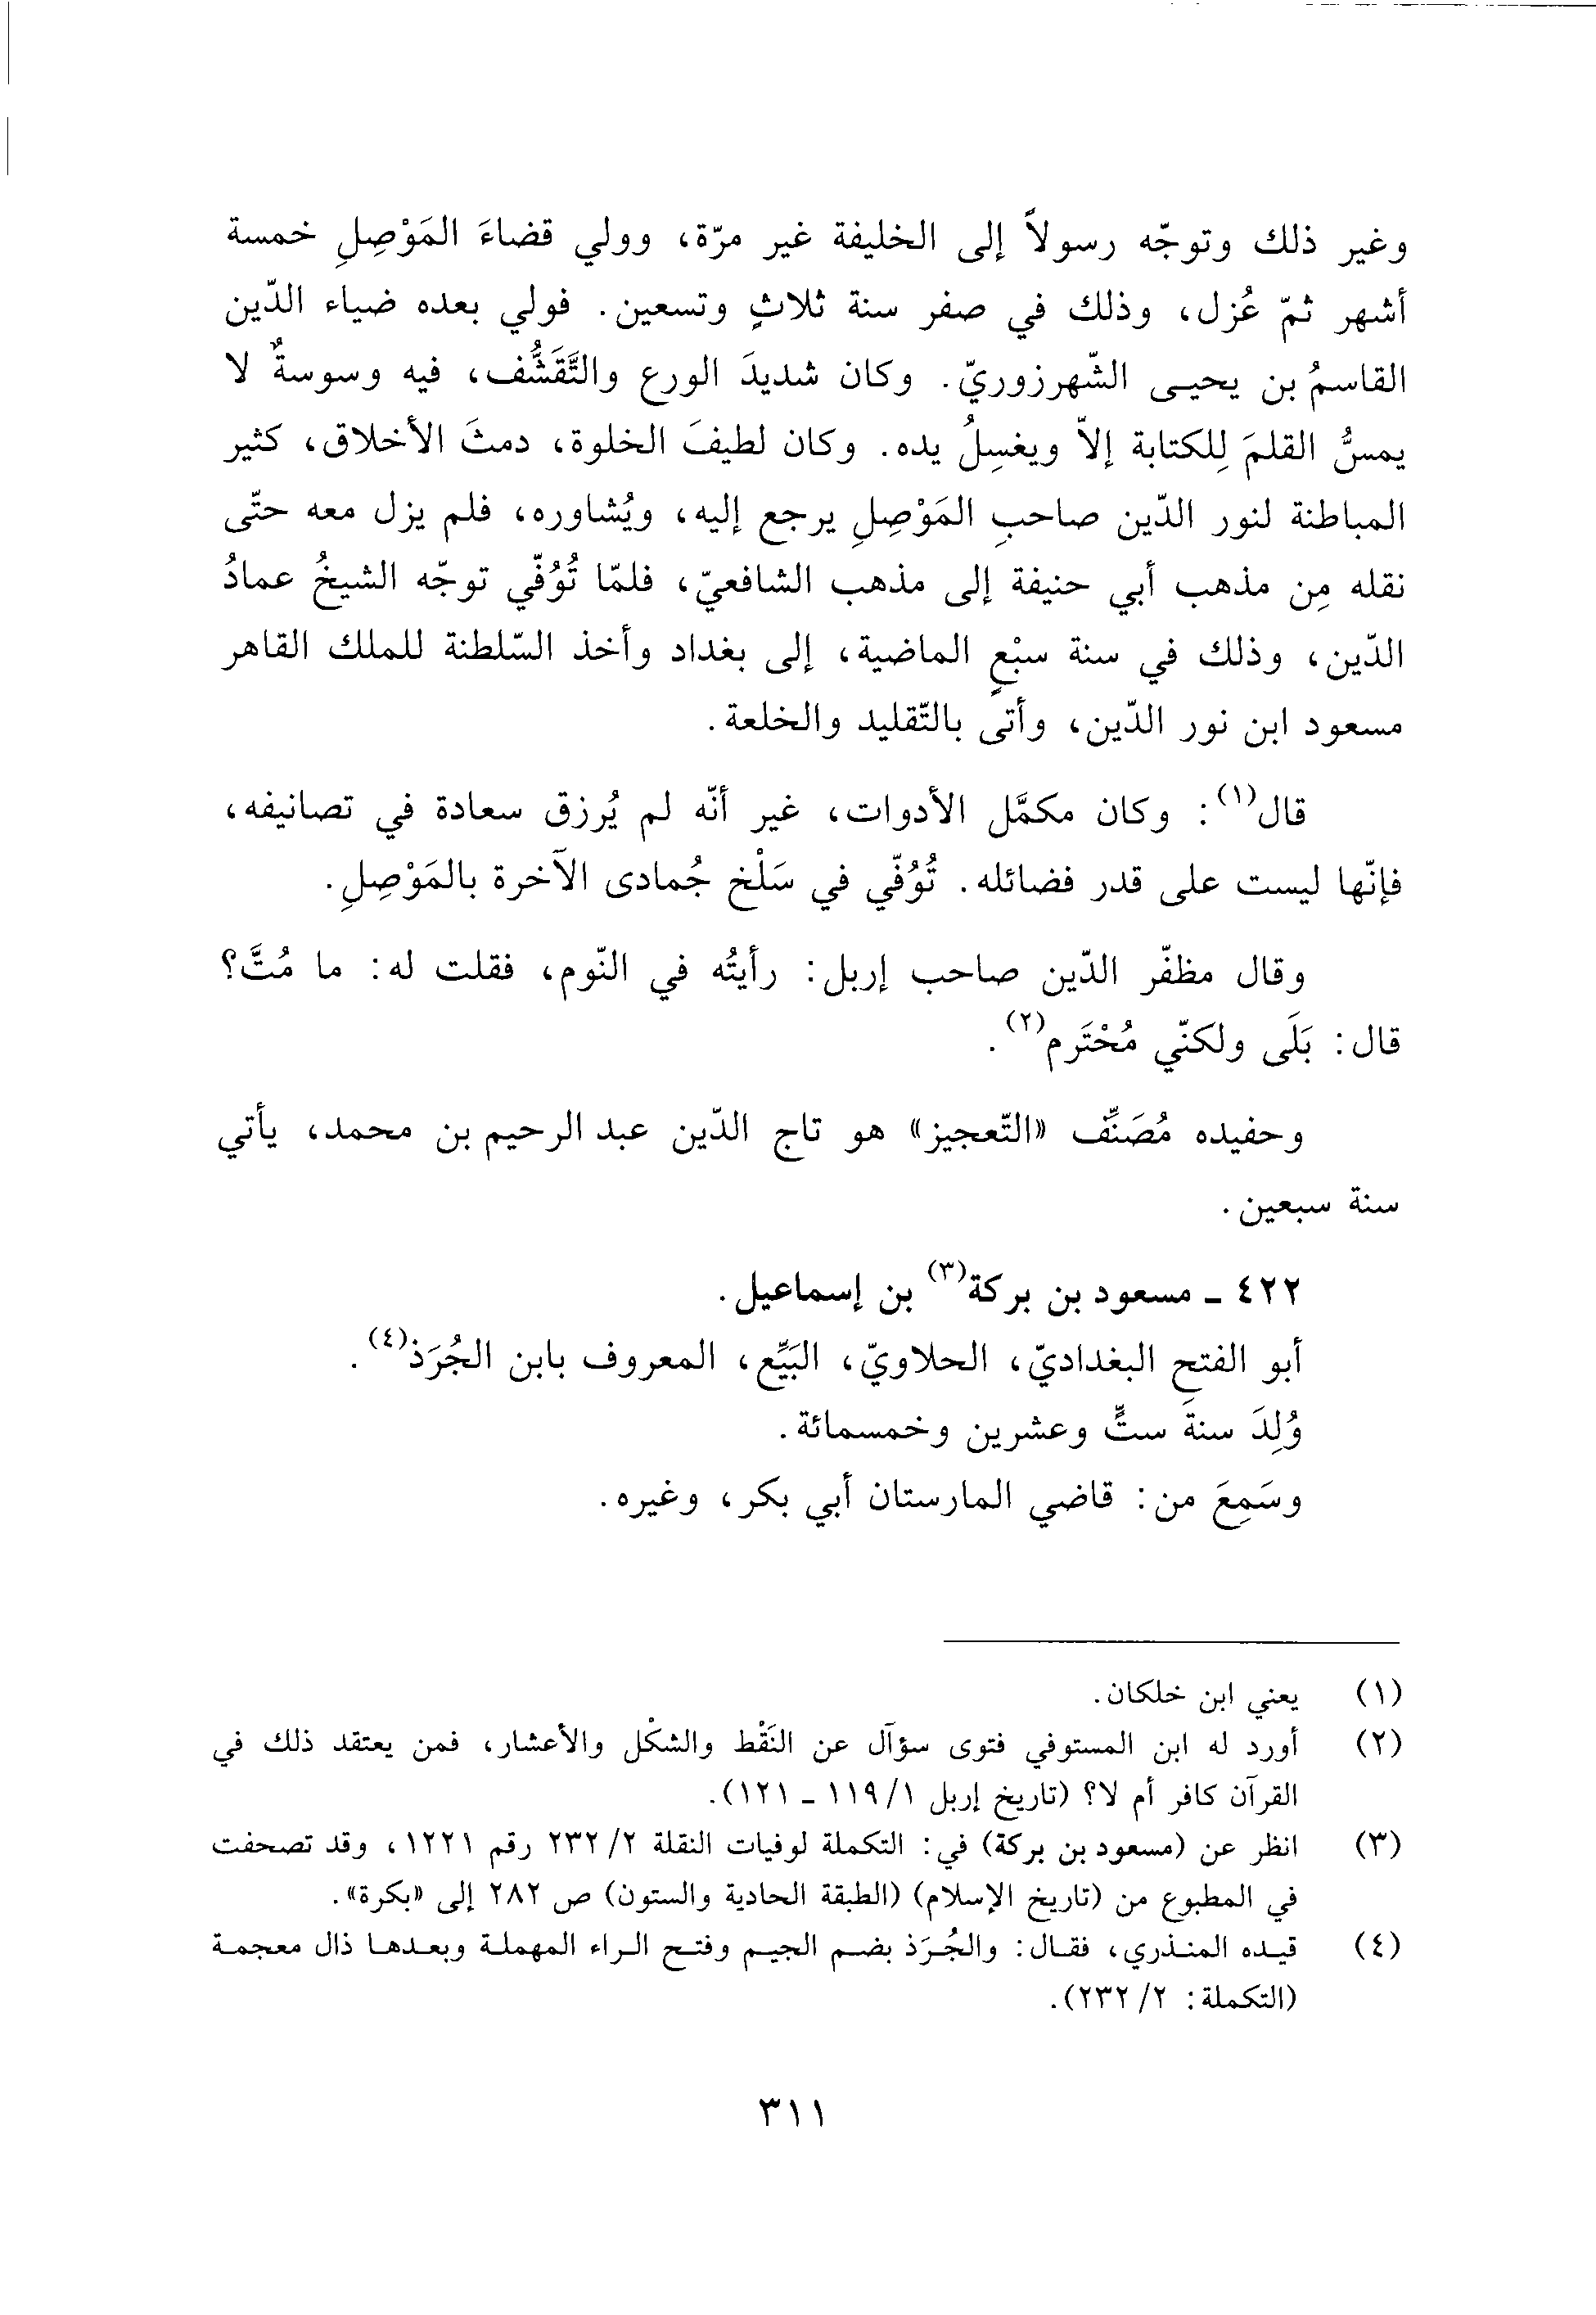 وغير ذلك وتوجّه رسولاً إلى الخليفة غير مرّة، وولي قضاءَ المَوْصِلِ خمسة
أشهر ثمّ عُزل، وذلك في صفر سنة ثلاثٍ وتسعين. فولي بعده ضياء الدّين
القاسمُ بن يحيـى الشّهرزوريّ. وكان شديدَ الورع والتَّقَشُّف، فيه وسوسةٌ لا
يمسُّ القلمَ لِلكتابة إلاّ ويغسِلُ يده. وكان لطيفَ الخلوة، دمثَ الأخلاق، كثير
المباطنة لنور الدّين صاحبِ المَوْصِلِ يرجع إليه، ويُشاوره، فلم يزل معه حتّى
نقله مِن مذهب أبي حنيفة إلى مذهب الشافعيّ، فلمّا تُوُفّي توجّه الشيخُ عمادُ
الدّين، وذلك في سنة سبْعٍ الماضية، إلى بغداد وأخذ السّلطنة للملك القاهر
مسعود ابن نور الدّين، وأتى بالتّقليد والخلعة.
قال(١): وكان مكمَّل الأدوات، غير أنّه لم يُرزق سعادة في تصانيفه،
فإنّها ليست على قدر فضائله. تُوُفّي في سَلْخ جُمادى الآخرة بالمَوْصِلِ.
وقال مظفّر الدّين صاحب إربل: رأيتُه في النّوم، فقلت له: ما مُتَّ؟
قال: بَلَى ولكنّي مُحْتَرم(٢).
وحفيده مُصَنِّف «التّعجيز» هو تاج الدّين عبد الرحيم بن محمد، يأتي
سنة سبعين.
٤٢٢ ـ مسعود بن بركة(٣) بن إسماعيل.
أبو الفتحِ البغداديّ، الحلاويّ، البَيِّع، المعروف بابن الجُرَذ(٤).
وُلِدَ سنةَ ستٍّ وعشرين وخمسمائة.
وسَمِعَ من: قاضي المارستان أبي بكر، وغيره.
(١) يعني ابن خلكان.
(٢) أورد له ابن المستوفي فتوى سؤآل عن النَقْط والشكْل والأعشار، فمن يعتقد ذلك في
القرآن كافر أم لا؟ (تاريخ إربل ١/ ١١٩ ـ ١٢١).
(٣) انظر عن (مسعود بن بركة) في: التكملة لوفيات النقلة ٢/ ٢٣٢ رقم ١٢٢١، وقد تصحفت
في المطبوع من (تاريخ الإسلام) (الطبقة الحادية والستون) ص ٢٨٢ إلى «بكرة».
(٤) قيده المنذري، فقال: والجُرَذ بضم الجيم وفتح الراء المهملة وبعدها ذال معجمة
(التكملة: ٢/ ٢٣٢).
٣١١